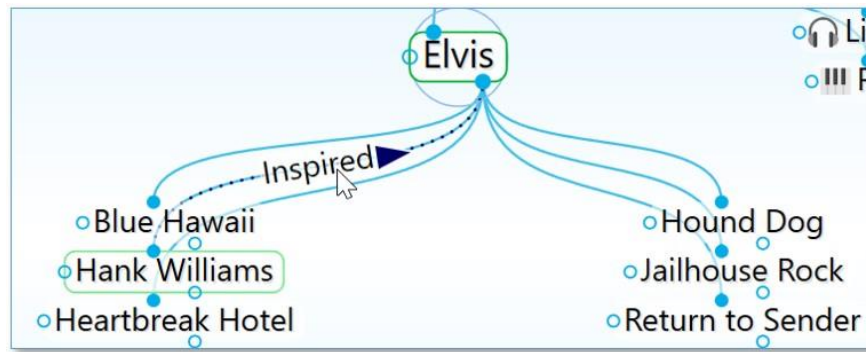 Elvis
Inspired
Blue Hawaii
Hank Williams
Heartbreak Hotel
Hound Dog
Jailhouse Rock
Return to Sender